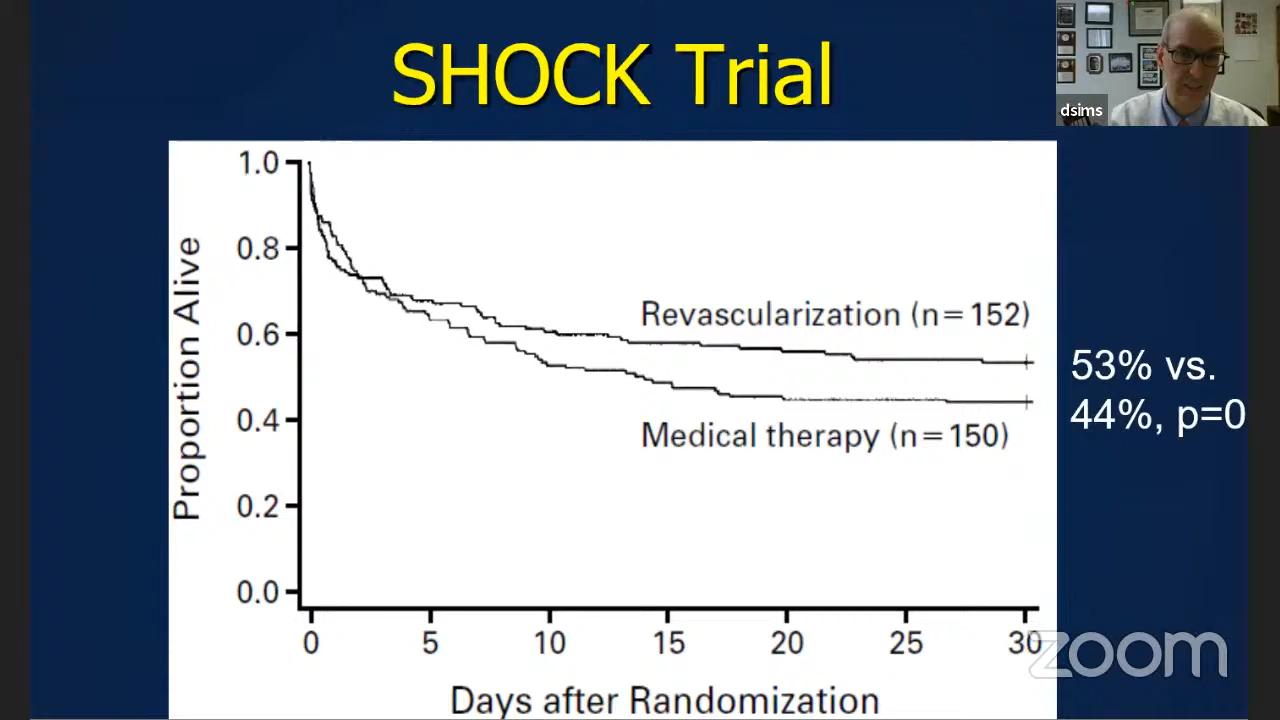 SHOCK Trial
dsims
1.0
0.8
0.6
0.4
0.2
0.0
Proportion Alive
Revascularization (n=152)
Medical therapy (n=150)
0 5 10 15 20 25 30
Days after Randomization
53% vs.
44%, p=0
zoom